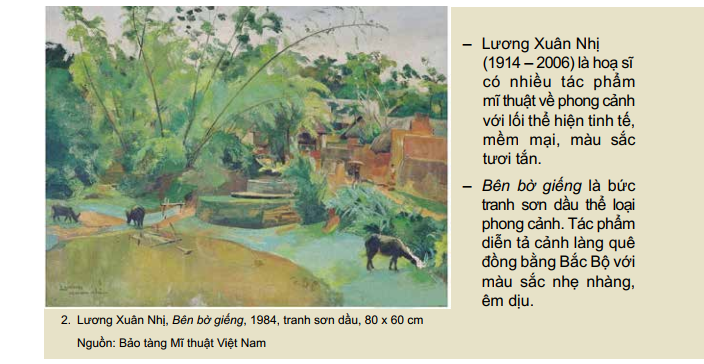 – Lương Xuân Nhị
(1914 – 2006) là hoạ sĩ
có nhiều tác phẩm
mĩ thuật về phong cảnh
với lối thể hiện tinh tế,
mềm mại, màu sắc
tươi tắn.
– Bên bờ giếng là bức
tranh sơn dầu thể loại
phong cảnh. Tác phẩm
diễn tả cảnh làng quê
đồng bằng Bắc Bộ với
màu sắc nhẹ nhàng,
êm dịu.
2. Lương Xuân Nhị, Bên bờ giếng, 1984, tranh sơn dầu, 80 x 60 cm
Nguồn: Bảo tàng Mĩ thuật Việt Nam